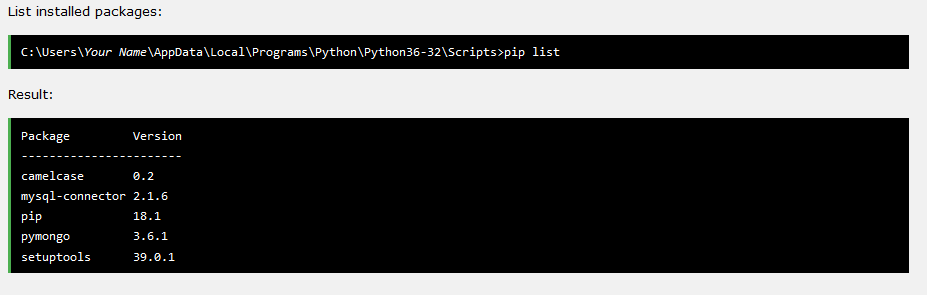 List installed packages:
C:\Users\Your Name\AppData\Local\Programs\Python\Python36-32\Scripts>pip list
Result:
Package Version
-----------------------
camelcase 0.2
mysql-connector 2.1.6
pip 18.1
pymongo 3.6.1
setuptools 39.0.1